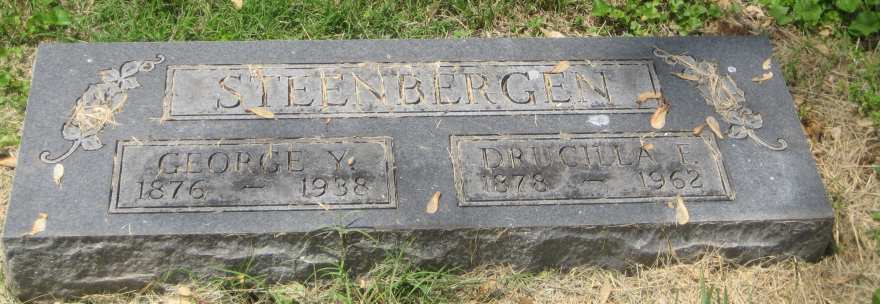 STEENBERGEN
GEORGE Y.
1876 – 1938
DRUCILLA E.
1878 – 1962